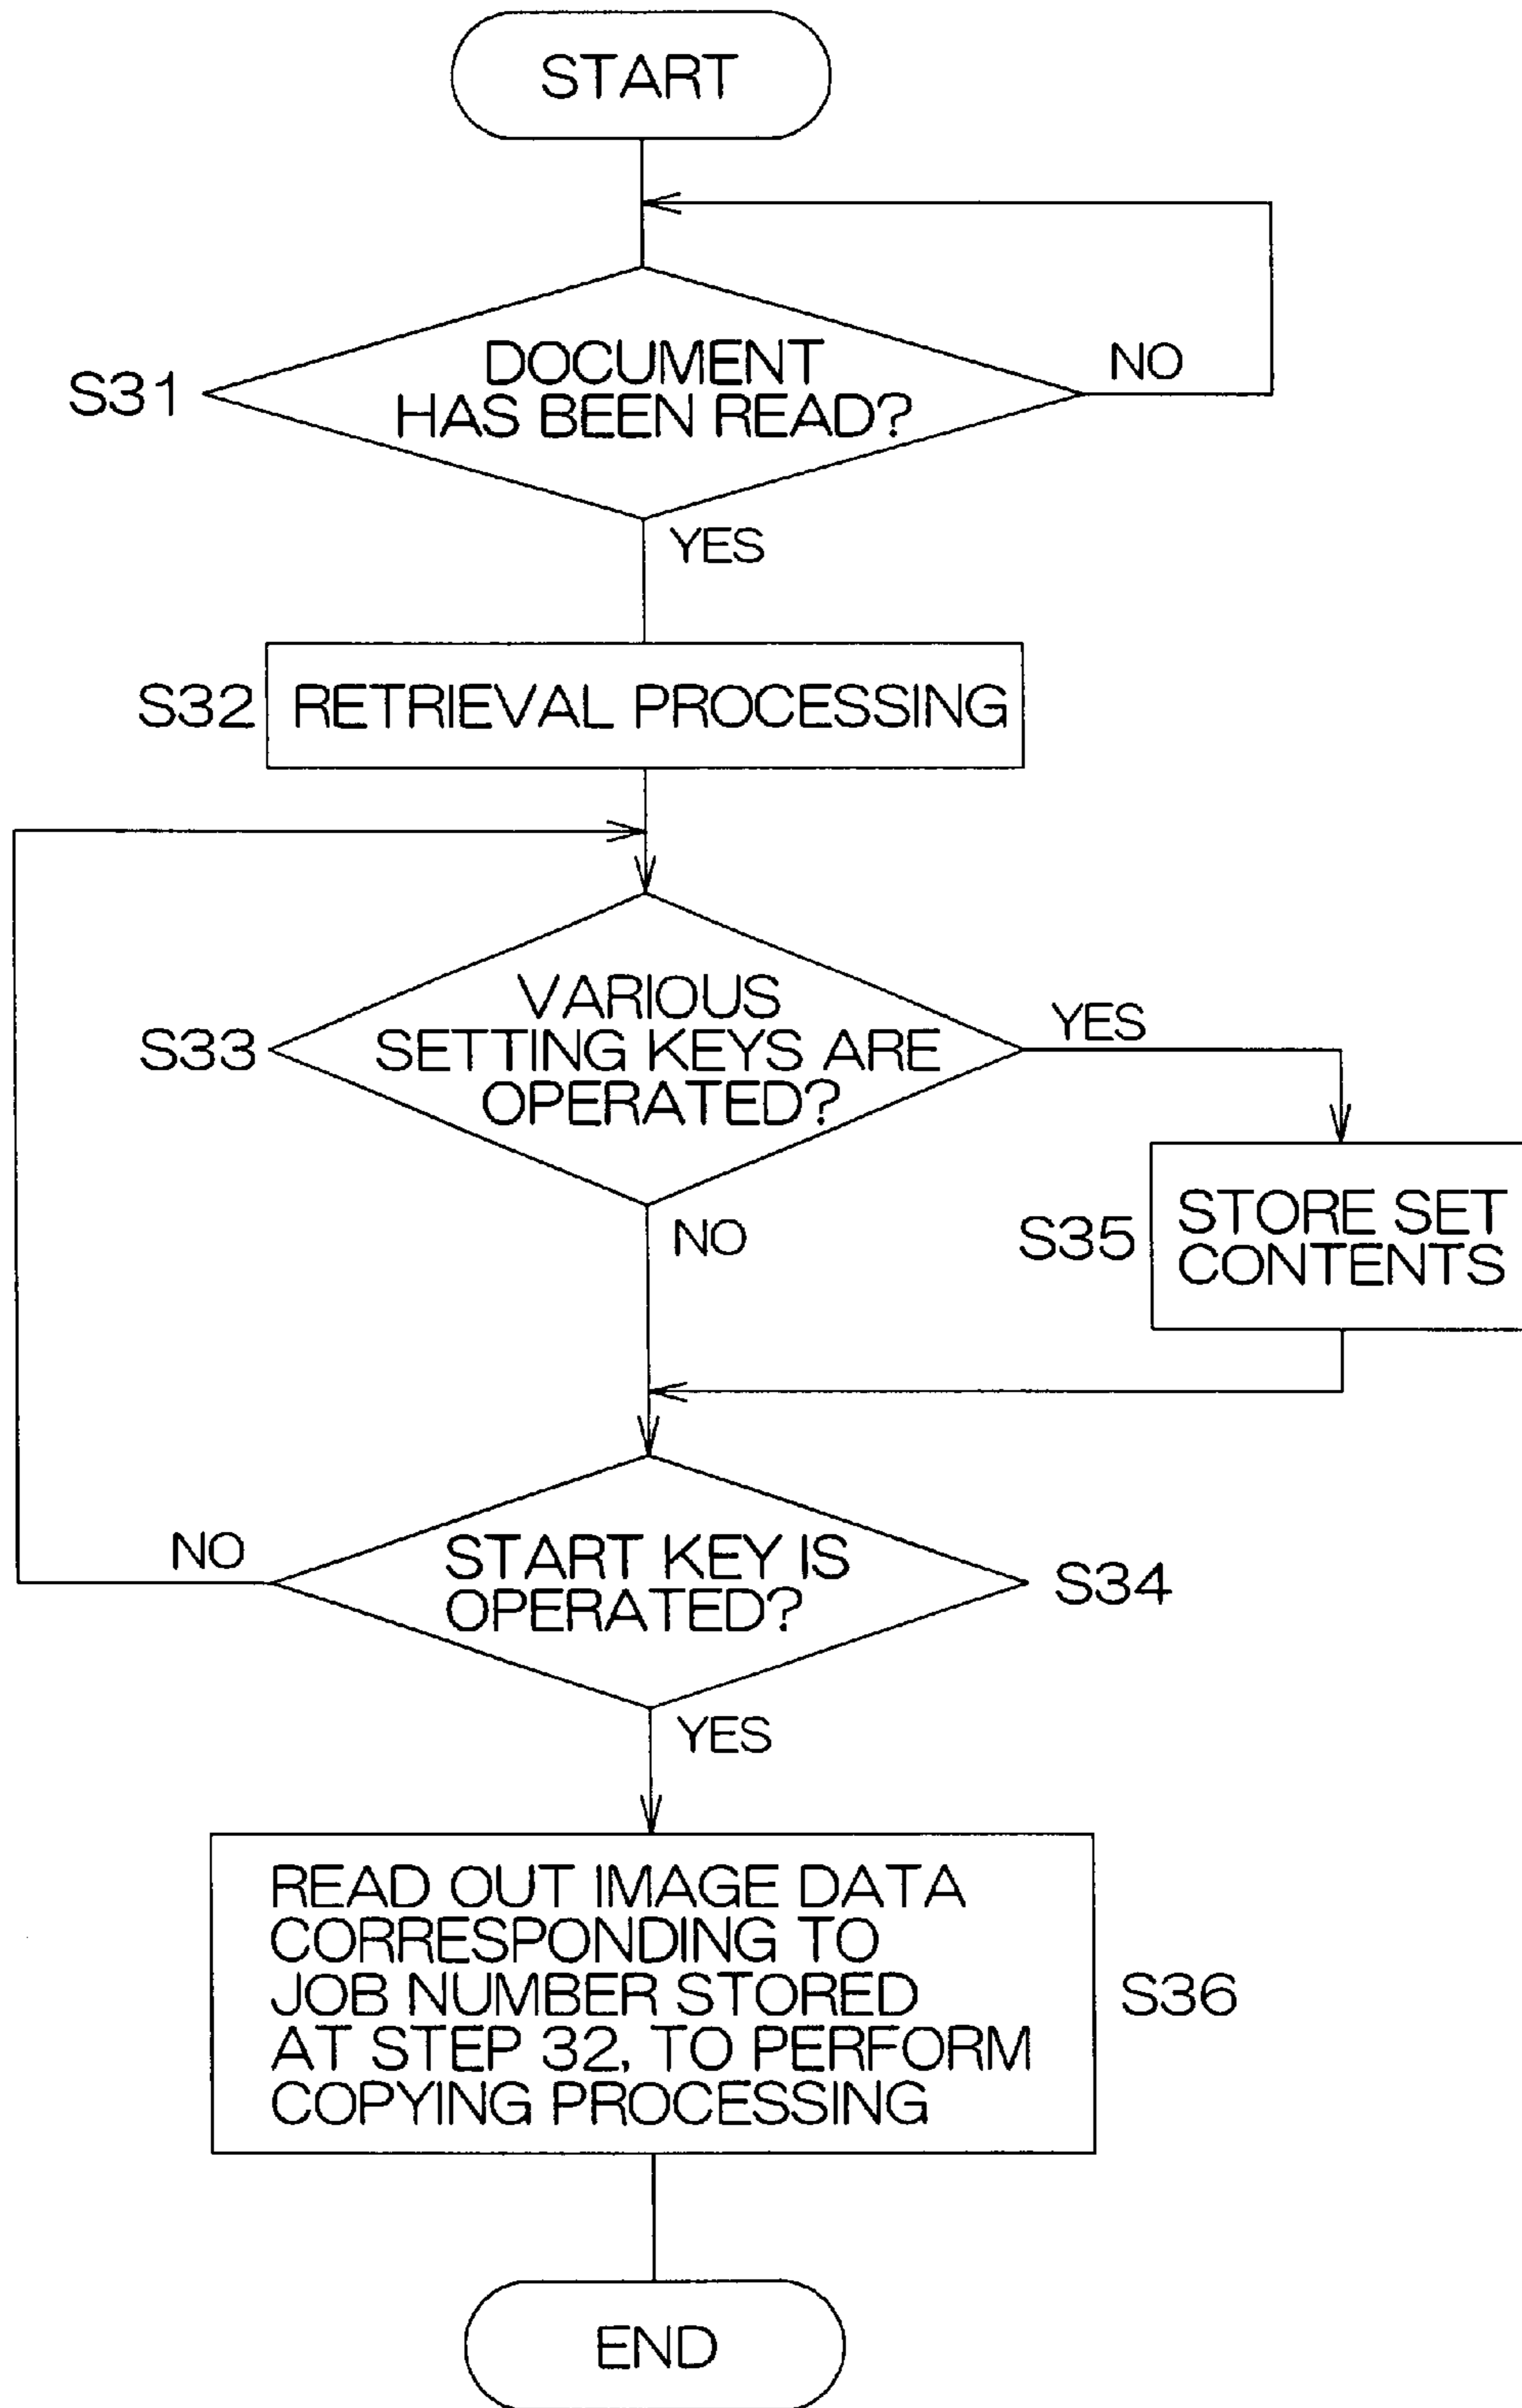 START
DOCUMENT
HAS BEEN READ?
S31
NO
YES
S32
RETRIEVAL PROCESSING
VARIOUS
SETTING KEYS ARE
OPERATED?
S33
YES
NO
S35
STORE SET
CONTENTS
NO
START KEY IS
OPERATED?
S34
YES
READ OUT IMAGE DATA
CORRESPONDING TO
JOB NUMBER STORED
AT STEP 32, TO PERFORM
COPYING PROCESSING
S36
END